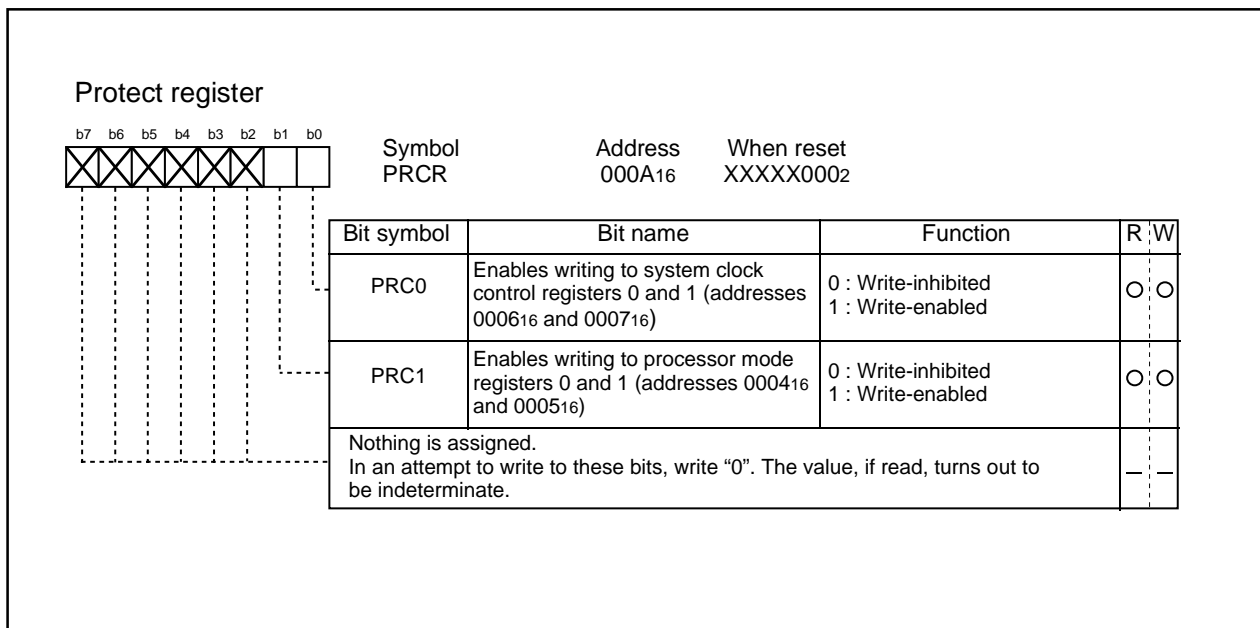 Protect register
b7 b6 b5 b4 b3 b2 b1 b0
Symbol Address When reset
PRCR 000A16 XXXXX0002
Bit symbol Bit name Function R W
PRC0 Enables writing to system clock control registers 0 and 1 (addresses 000616 and 000716) 0 : Write-inhibited 1 : Write-enabled
PRC1 Enables writing to processor mode registers 0 and 1 (addresses 000416 and 000516) 0 : Write-inhibited 1 : Write-enabled
Nothing is assigned.
In an attempt to write to these bits, write “0”. The value, if read, turns out to
be indeterminate.